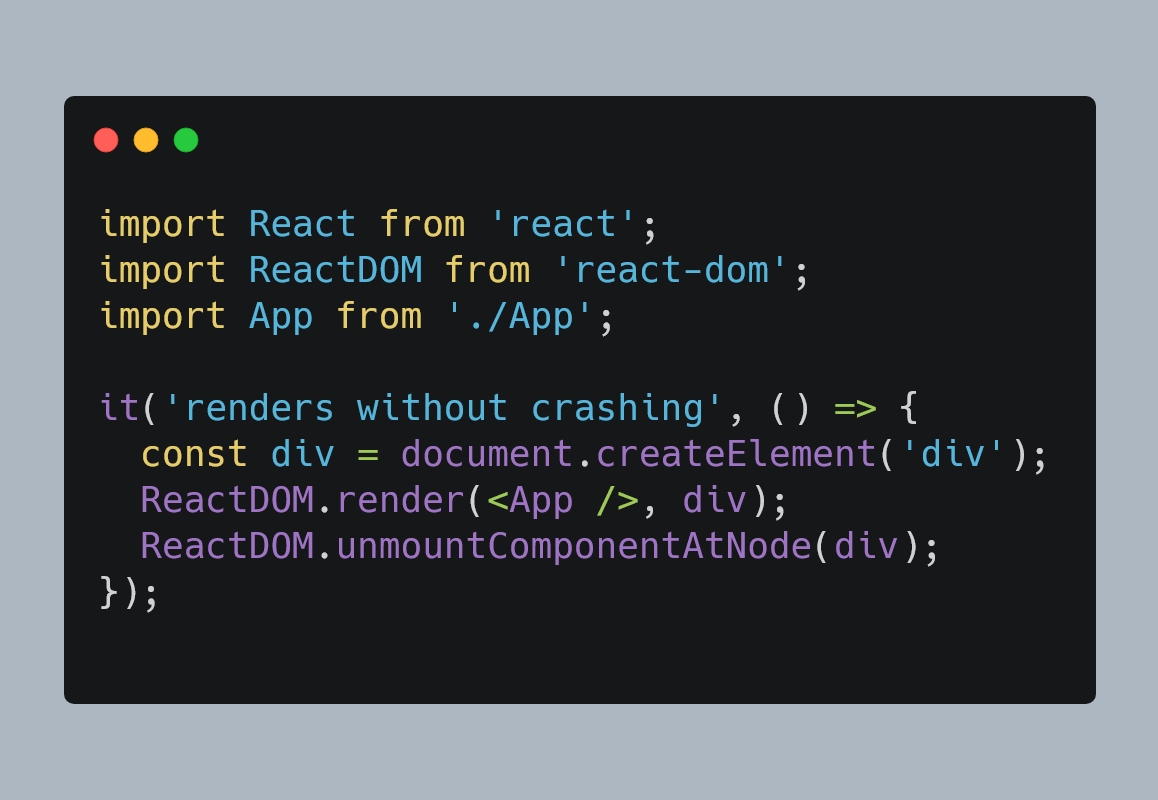 import React from 'react';
import ReactDOM from 'react-dom';
import App from './App';

it('renders without crashing', () => {
  const div = document.createElement('div');
  ReactDOM.render(<App />, div);
  ReactDOM.unmountComponentAtNode(div);
});